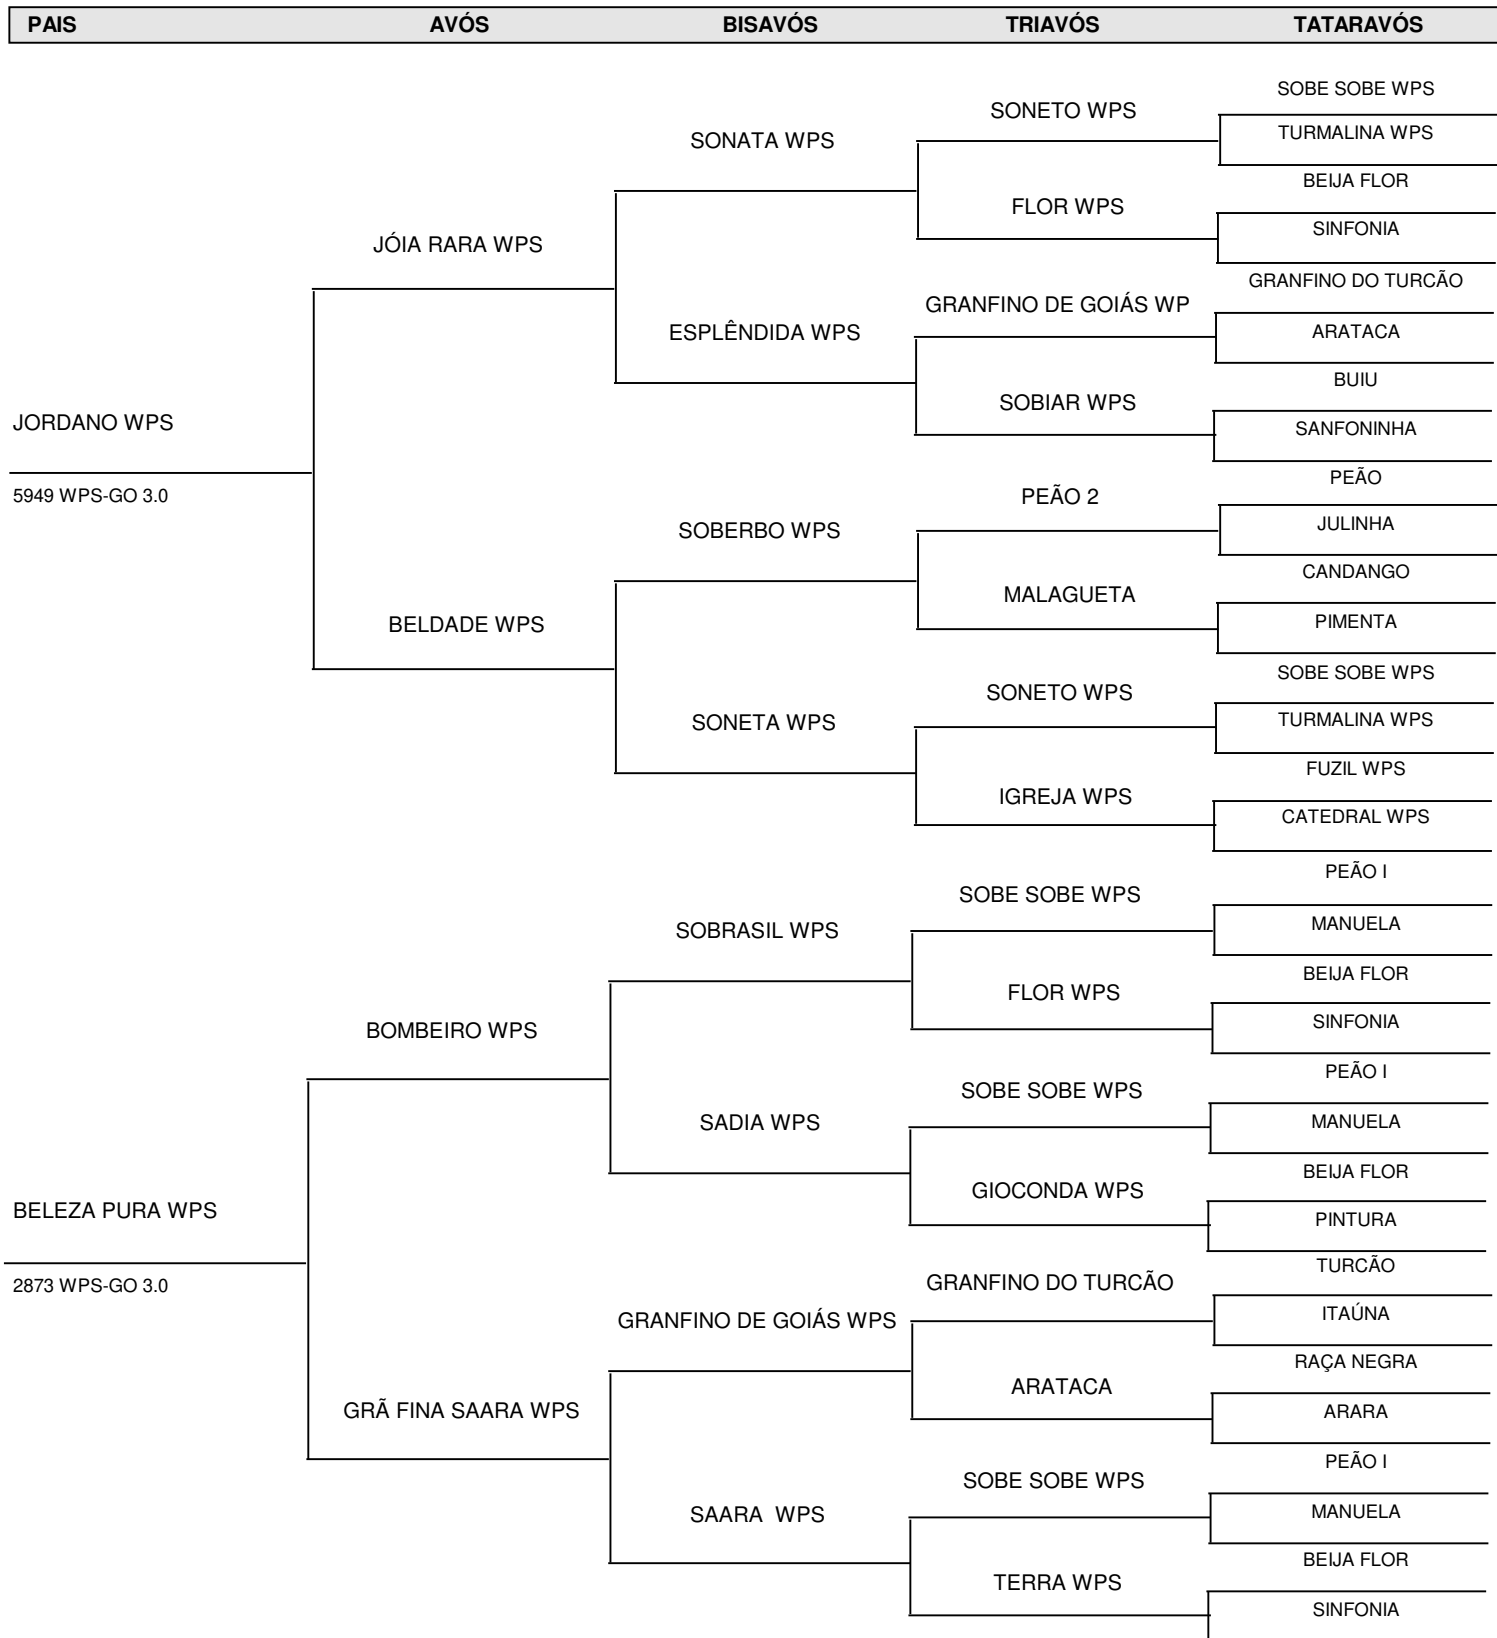 PAIS AVÓS BISAVÓS TRIAVÓS TATARAVÓS
SOBE SOBE WPS
SONETO WPS
TURMALINA WPS
SONATA WPS
BEIJA FLOR
FLOR WPS
SINFONIA
JÓIA RARA WPS
GRANFINO DO TURCÃO
GRANFINO DE GOIÁS WP
ESPLÊNDIDA WPS
ARATACA
BUIU
SOBIAR WPS
JORDANO WPS
SANFONINHA
PEÃO
5949 WPS-GO 3.0
PEÃO 2
SOBERBO WPS
JULINHA
CANDANGO
MALAGUETA
BELDADE WPS
PIMENTA
SOBE SOBE WPS
SONETO WPS
SONETA WPS
TURMALINA WPS
FUZIL WPS
IGREJA WPS
CATEDRAL WPS
PEÃO I
SOBE SOBE WPS
SOBRASIL WPS
MANUELA
BEIJA FLOR
FLOR WPS
SINFONIA
BOMBEIRO WPS
PEÃO I
SOBE SOBE WPS
SADIA WPS
MANUELA
BEIJA FLOR
GIOCONDA WPS
BELEZA PURA WPS
PINTURA
TURCÃO
2873 WPS-GO 3.0
GRANFINO DO TURCÃO
GRANFINO DE GOIÁS WPS
ITAÚNA
RAÇA NEGRA
ARATACA
GRÃ FINA SAARA WPS
ARARA
PEÃO I
SOBE SOBE WPS
SAARA WPS
MANUELA
BEIJA FLOR
TERRA WPS
SINFONIA